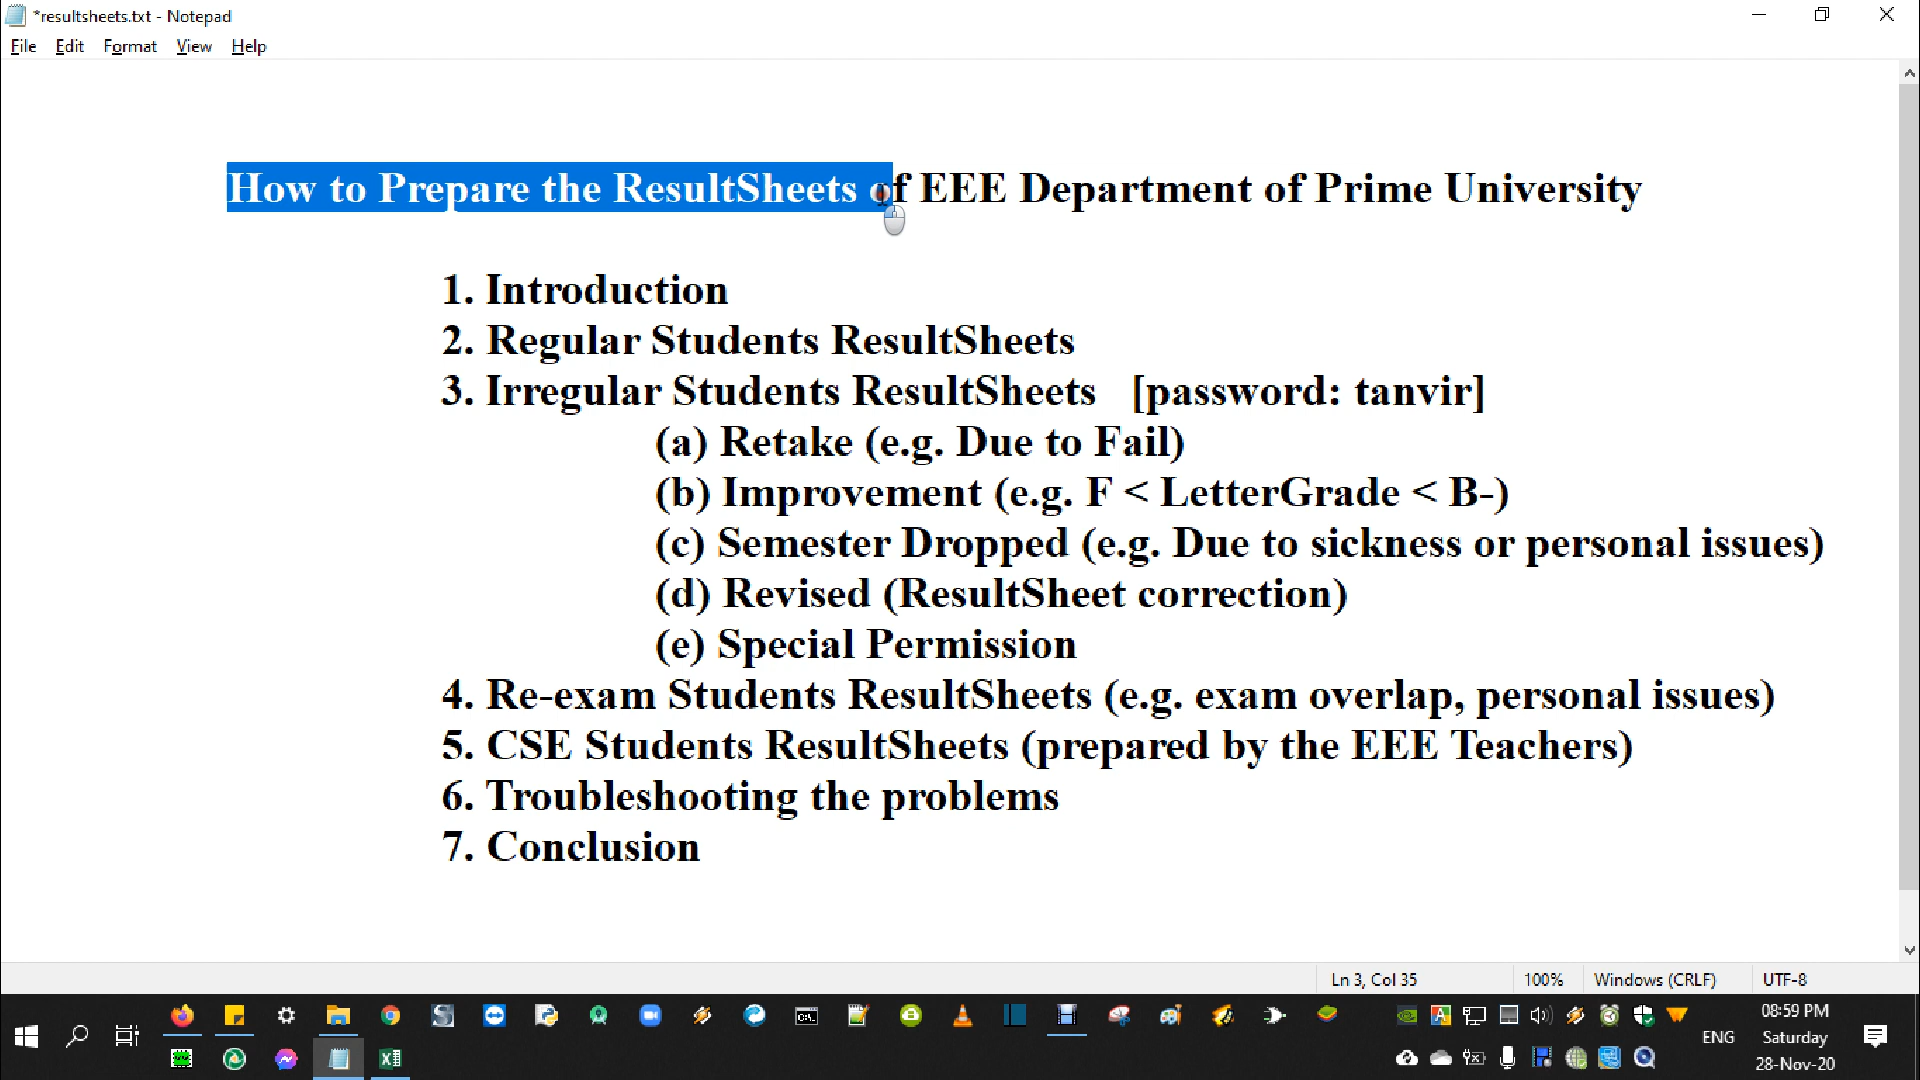 *resultsheets.txt - Notepad
File Edit Format View Help
How to Prepare the ResultSheets of EEE Department of Prime University
1. Introduction
2. Regular Students ResultSheets
3. Irregular Students ResultSheets [password: tanvir]
(a) Retake (e.g. Due to Fail)
(b) Improvement (e.g. F < LetterGrade < B-)
(c) Semester Dropped (e.g. Due to sickness or personal issues)
(d) Revised (ResultSheet correction)
(e) Special Permission
4. Re-exam Students ResultSheets (e.g. exam overlap, personal issues)
5. CSE Students ResultSheets (prepared by the EEE Teachers)
6. Troubleshooting the problems
7. Conclusion
Ln 3, Col 35 100% Windows (CRLF) UTF-8
08:59 PM
ENG Saturday
28-Nov-20